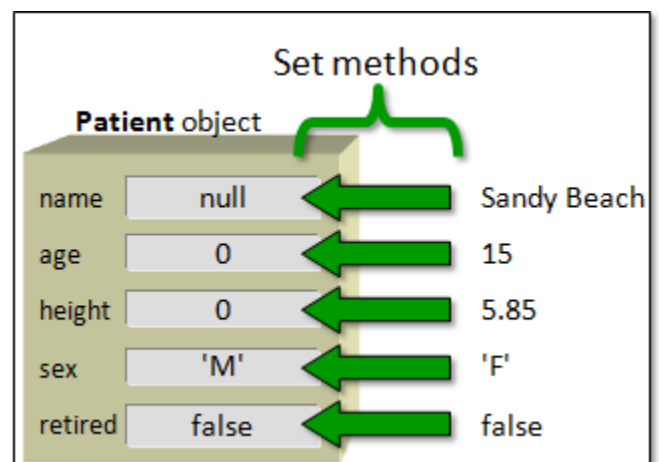 Set methods
Patient object
name null Sandy Beach
age 0 15
height 0 5.85
sex 'M' 'F'
retired false false